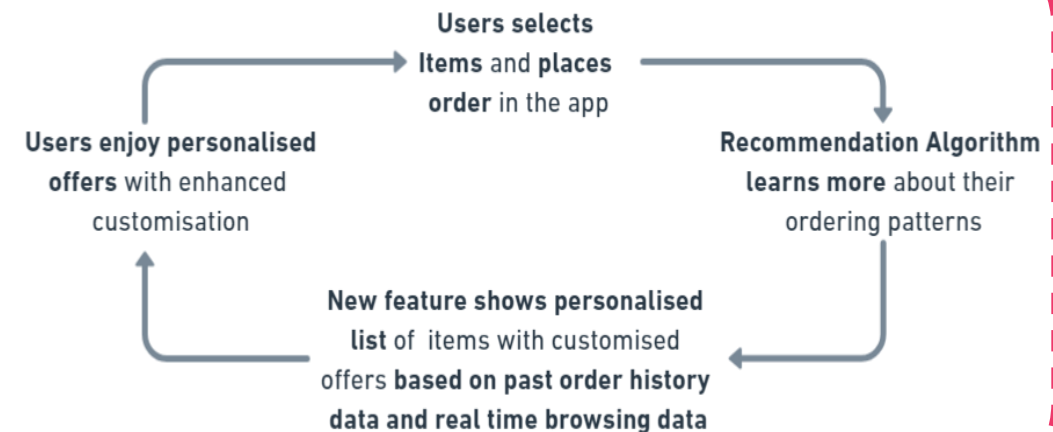 Users selects
Items and places
order in the app
Recommendation Algorithm
learns more about their
ordering patterns
New feature shows personalised
list of items with customised
offers based on past order history
data and real time browsing data
Users enjoy personalised
offers with enhanced
customisation